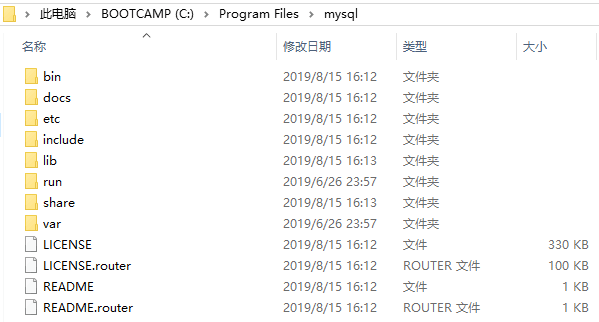 此电脑 > BOOTCAMP (C:) > Program Files > mysql
名称 修改日期 类型 大小
bin 2019/8/15 16:12 文件夹
docs 2019/8/15 16:12 文件夹
etc 2019/8/15 16:12 文件夹
include 2019/8/15 16:12 文件夹
lib 2019/8/15 16:13 文件夹
run 2019/6/26 23:57 文件夹
share 2019/8/15 16:13 文件夹
var 2019/6/26 23:57 文件夹
LICENSE 2019/8/15 16:12 文件 330 KB
LICENSE.router 2019/8/15 16:12 ROUTER 文件 100 KB
README 2019/8/15 16:12 文件 1 KB
README.router 2019/8/15 16:12 ROUTER 文件 1 KB